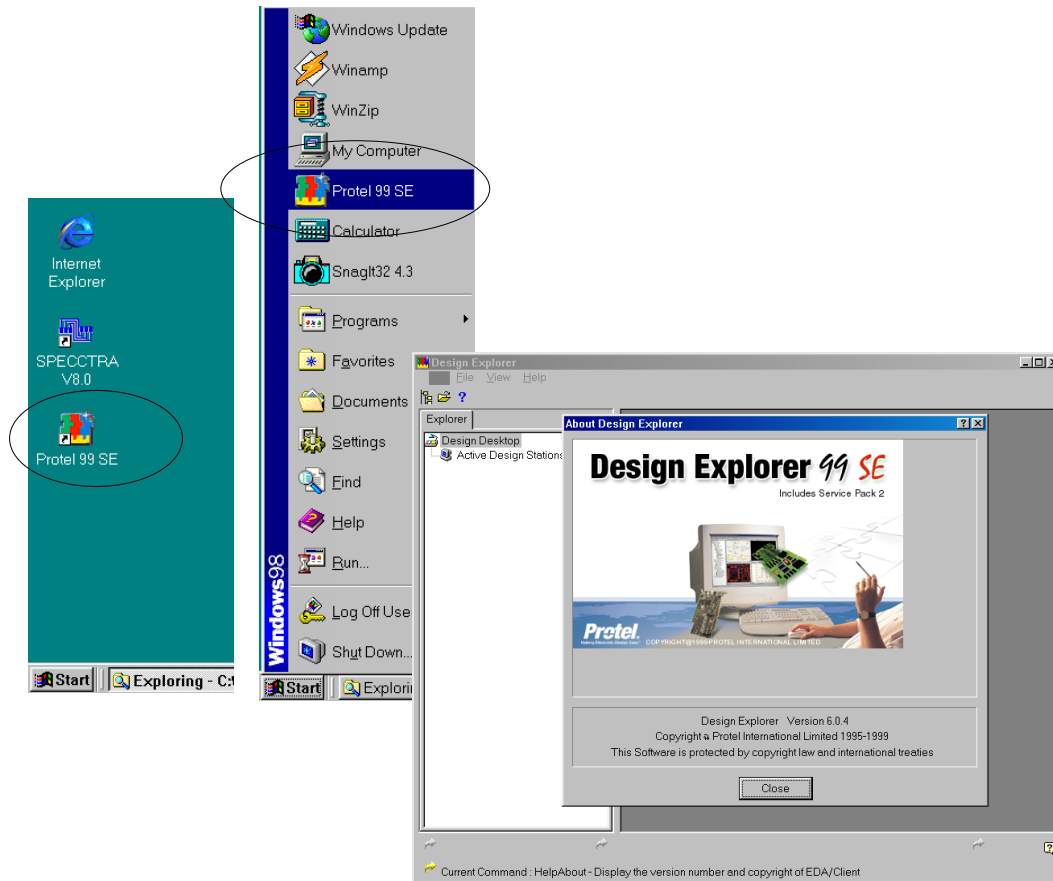 Internet
Explorer
SPECCTRA
V8.0
Protel 99 SE
Start
Exploring - C:\
Windows98
Windows Update
Winamp
WinZip
My Computer
Protel 99 SE
Calculator
SnagIt32 4.3
Programs
Favorites
Documents
Settings
Find
Help
Run...
Log Off Use
Shut Down...
Start
Explori
Design Explorer
File View Help
Explorer
Design Desktop
Active Design Stations
About Design Explorer
Design Explorer 99 SE
Includes Service Pack 2
Protel
COPYRIGHT@1999 PROTEL INTERNATIONAL LIMITED
Design Explorer Version 6.0.4
Copyright Protel International Limited 1995-1999
This Software is protected by copyright law and international treaties
Close
Current Command : HelpAbout - Display the version number and copyright of EDA/Client